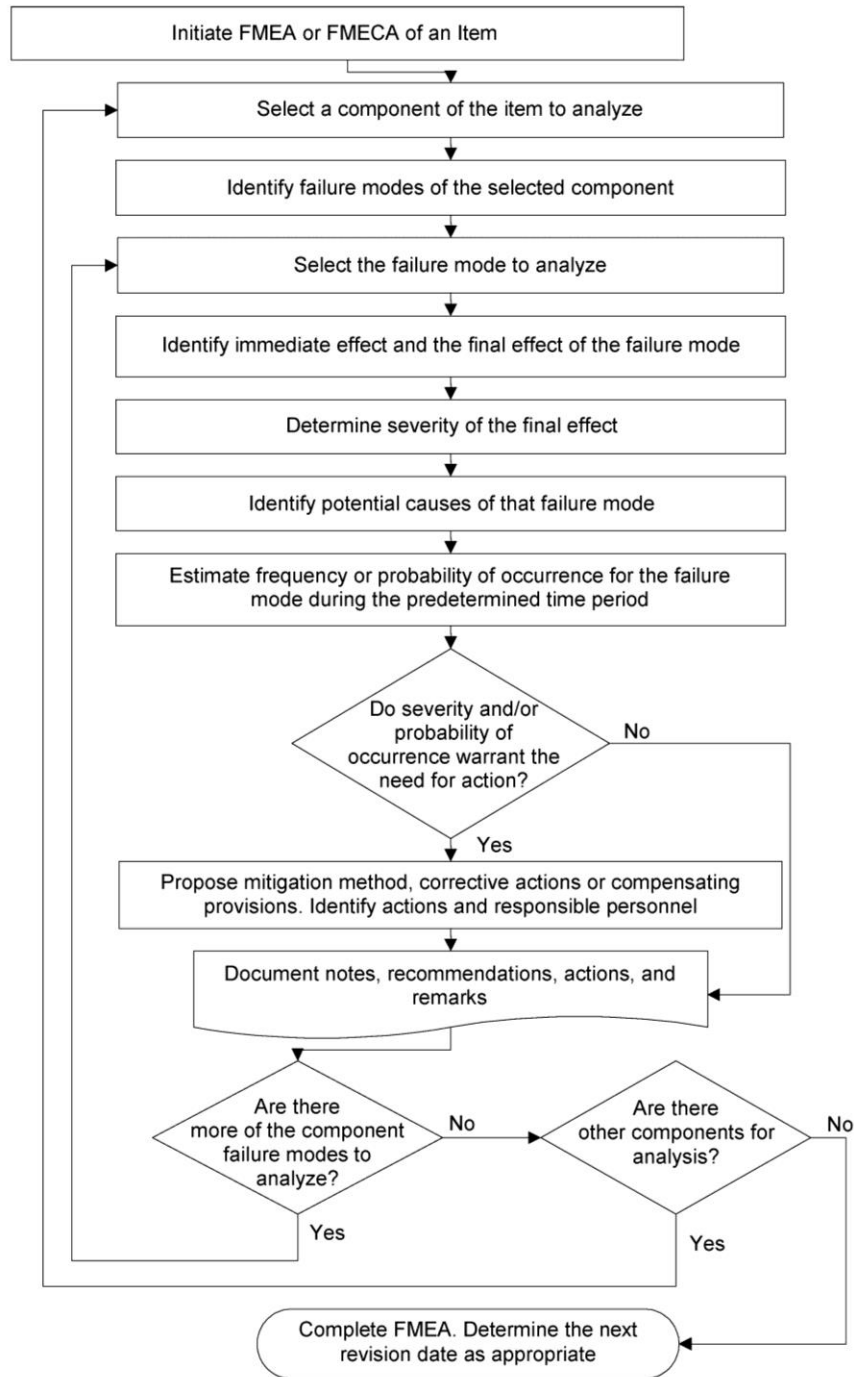 Initiate FMEA or FMECA of an Item
Select a component of the item to analyze
Identify failure modes of the selected component
Select the failure mode to analyze
Identify immediate effect and the final effect of the failure mode
Determine severity of the final effect
Identify potential causes of that failure mode
Estimate frequency or probability of occurrence for the failure
mode during the predetermined time period
Do severity and/or
probability of
occurrence warrant the
need for action?
No
Yes
Propose mitigation method, corrective actions or compensating
provisions. Identify actions and responsible personnel
Document notes, recommendations, actions, and
remarks
Are there
more of the component
failure modes to
analyze?
No
Yes
Are there
other components for
analysis?
No
Yes
Complete FMEA. Determine the next
revision date as appropriate